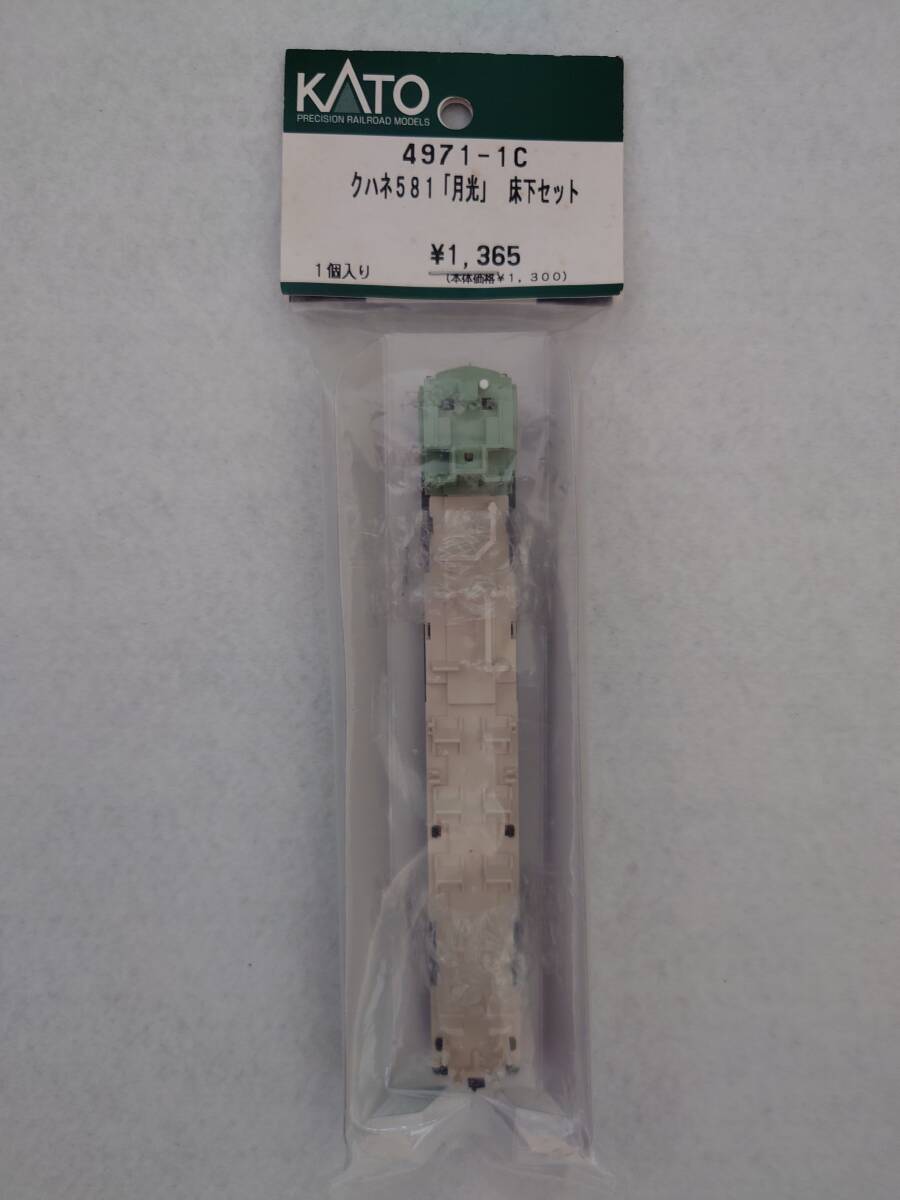 KATO
PRECISION RAILROAD MODELS
4971-1C
クハネ581「月光」 床下セット
¥1,365
1個入り (本体価格¥1,300)